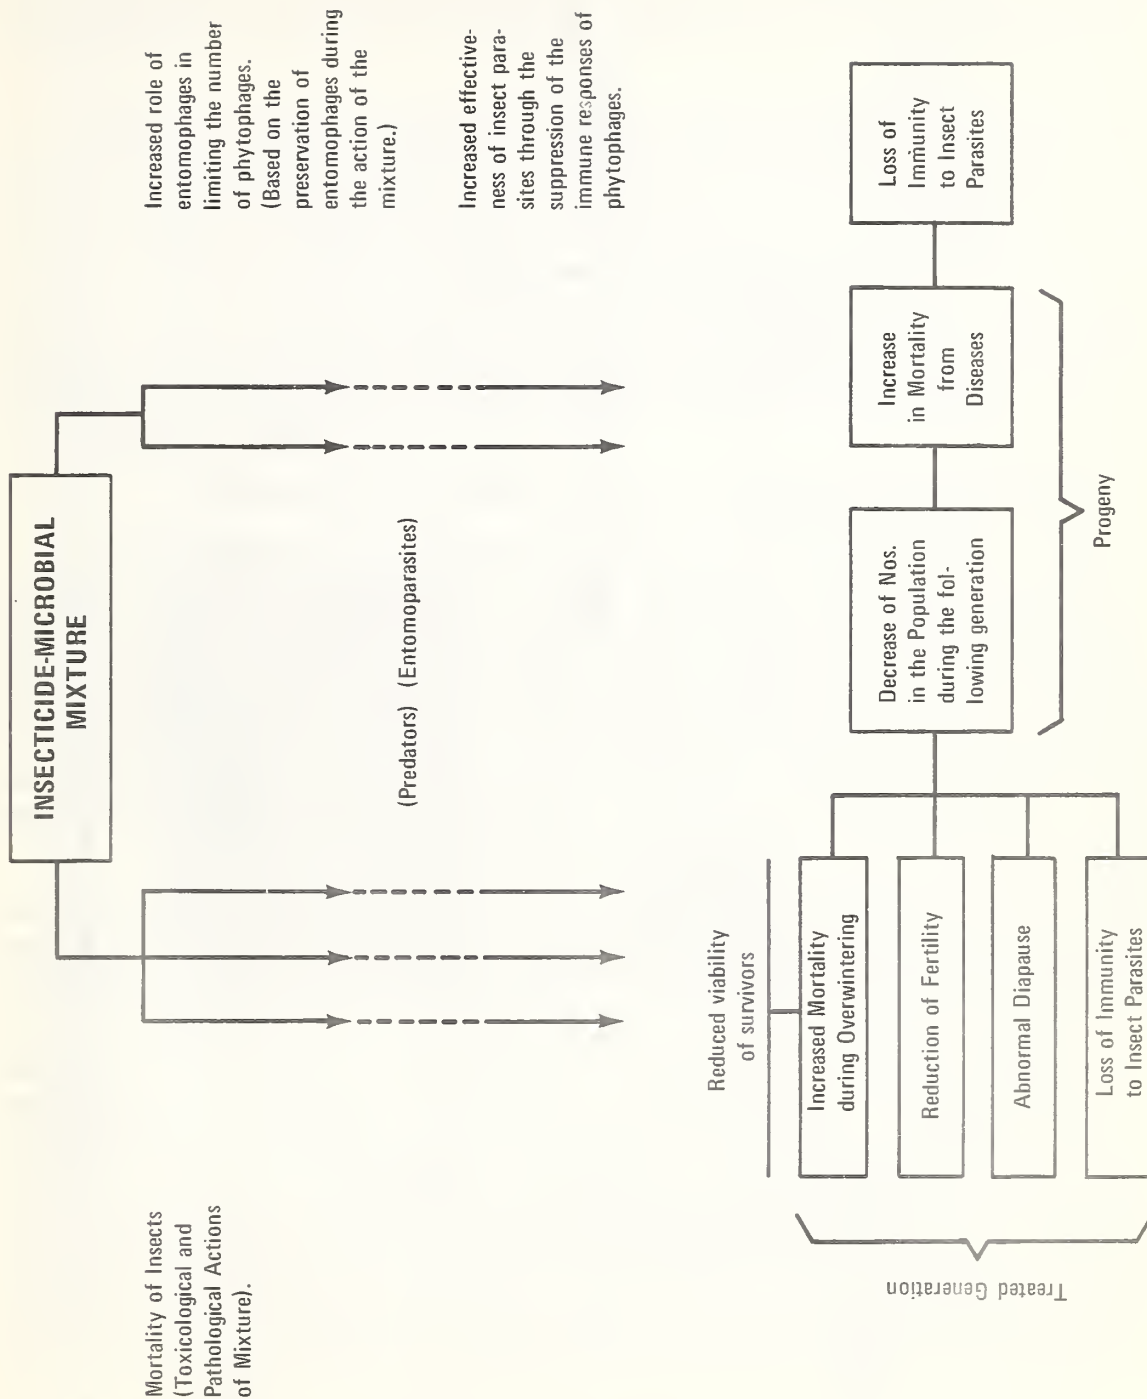 INSECTICIDE-MICROBIAL
MIXTURE
Mortality of Insects
(Toxicological and
Pathological Actions
of Mixture).
Increased role of
entomophages in
limiting the number
of phytophages.
(Based on the
preservation of
entomophages during
the action of the
mixture.)
(Predators) (Entomoparasites)
Increased effective-
ness of insect para-
sites through the
suppression of the
immune responses of
phytophages.
Reduced viability
of survivors
Increased Mortality
during Overwintering
Reduction of Fertility
Abnormal Diapause
Loss of Immunity
to Insect Parasites
Treated Generation
Decrease of Nos.
in the Population
during the fol-
lowing generation
Increase
in Mortality
from
Diseases
Loss of
Immunity
to Insect
Parasites
Progeny